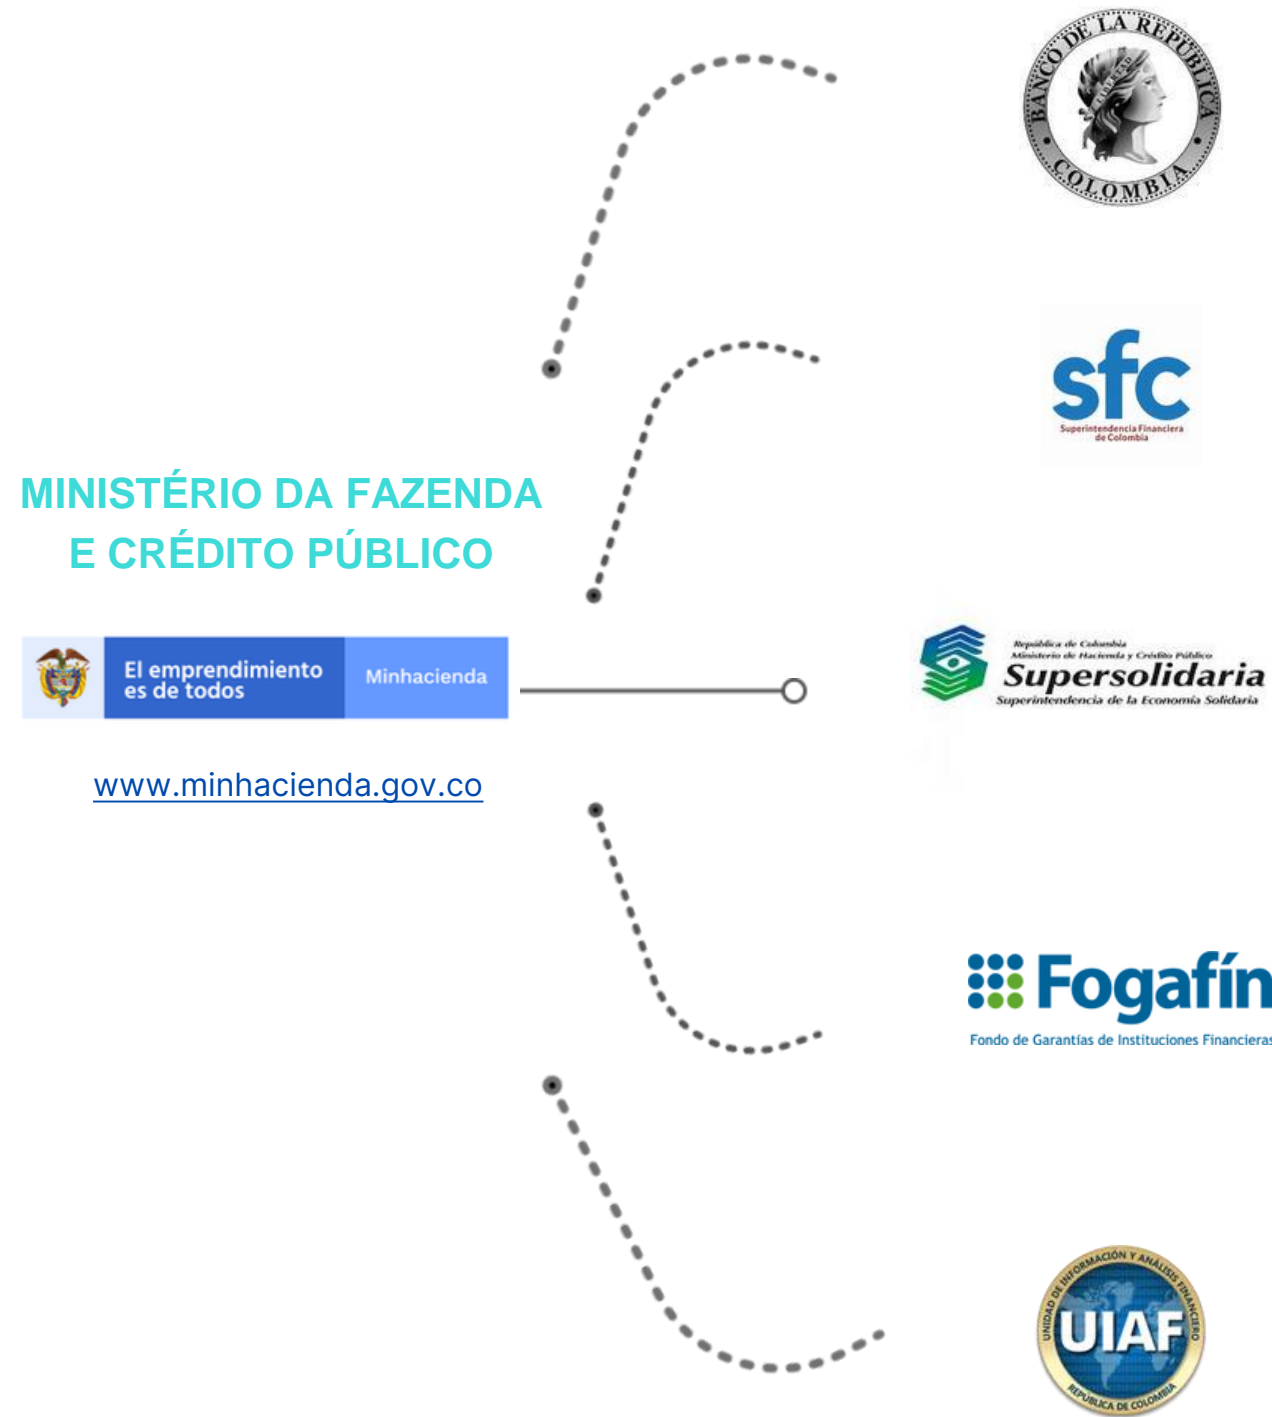 BANCO DE LA REPÚBLICA
COLOMBIA
sfc
Superintendencia Financiera
de Colombia
MINISTÉRIO DA FAZENDA
E CRÉDITO PÚBLICO
El emprendimiento
es de todos
Minhacienda
www.minhacienda.gov.co
República de Colombia
Ministerio de Hacienda y Crédito Público
Supersolidaria
Superintendencia de la Economía Solidaria
Fogafín
Fondo de Garantías de Instituciones Financieras
UNIDAD DE INFORMACIÓN Y ANÁLISIS FINANCIERO
UIAF
REPÚBLICA DE COLOMBIA